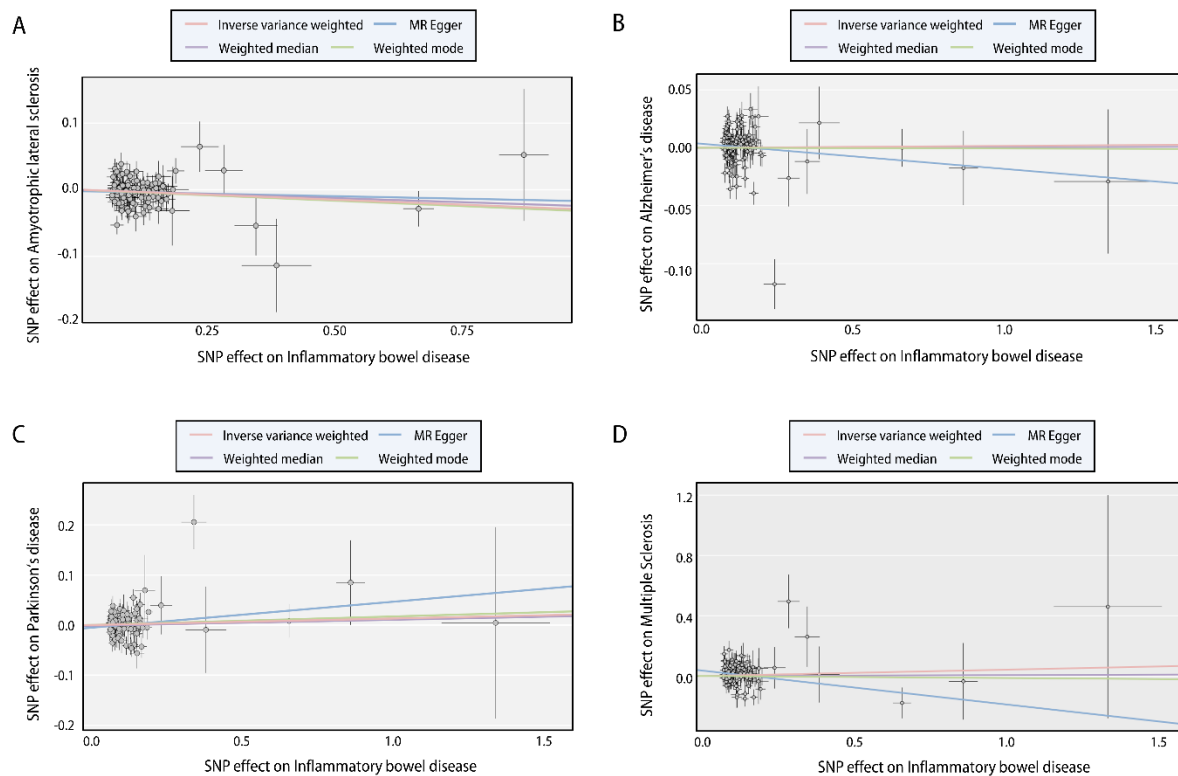 A
Inverse variance weighted
MR Egger
Weighted median
Weighted mode
SNP effect on Amyotrophic lateral sclerosis
0.1
0.0
-0.1
-0.2
0.25
0.50
0.75
SNP effect on Inflammatory bowel disease
B
Inverse variance weighted
MR Egger
Weighted median
Weighted mode
SNP effect on Alzheimer's disease
0.05
0.00
-0.05
-0.10
0.0
0.5
1.0
1.5
SNP effect on Inflammatory bowel disease
C
Inverse variance weighted
MR Egger
Weighted median
Weighted mode
SNP effect on Parkinson's disease
0.2
0.1
0.0
-0.1
-0.2
0.0
0.5
1.0
1.5
SNP effect on Inflammatory bowel disease
D
Inverse variance weighted
MR Egger
Weighted median
Weighted mode
SNP effect on Multiple Sclerosis
1.2
0.8
0.4
0.0
0.0
0.5
1.0
1.5
SNP effect on Inflammatory bowel disease